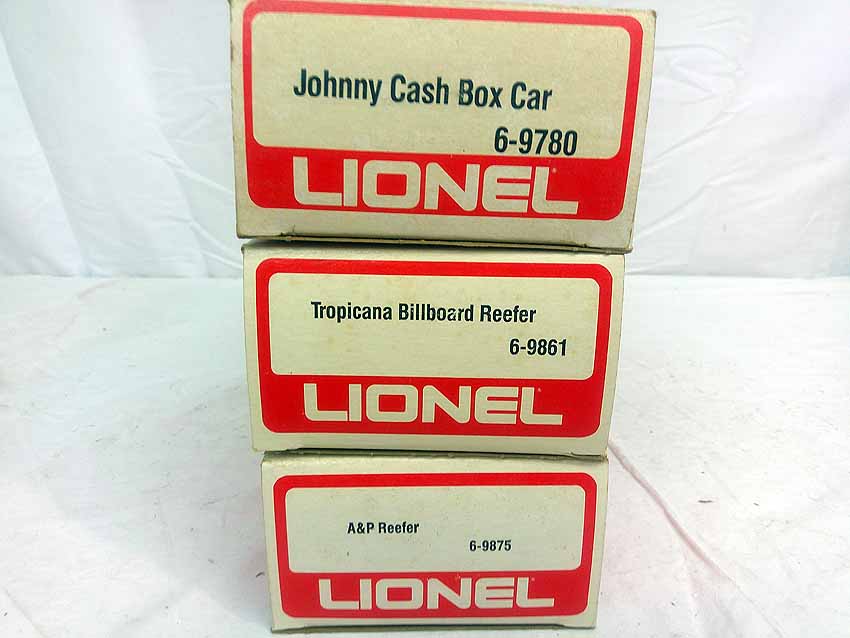 Johnny Cash Box Car
6-9780
LIONEL
Tropicana Billboard Reefer
6-9861
LIONEL
A&P Reefer
6-9875
LIONEL